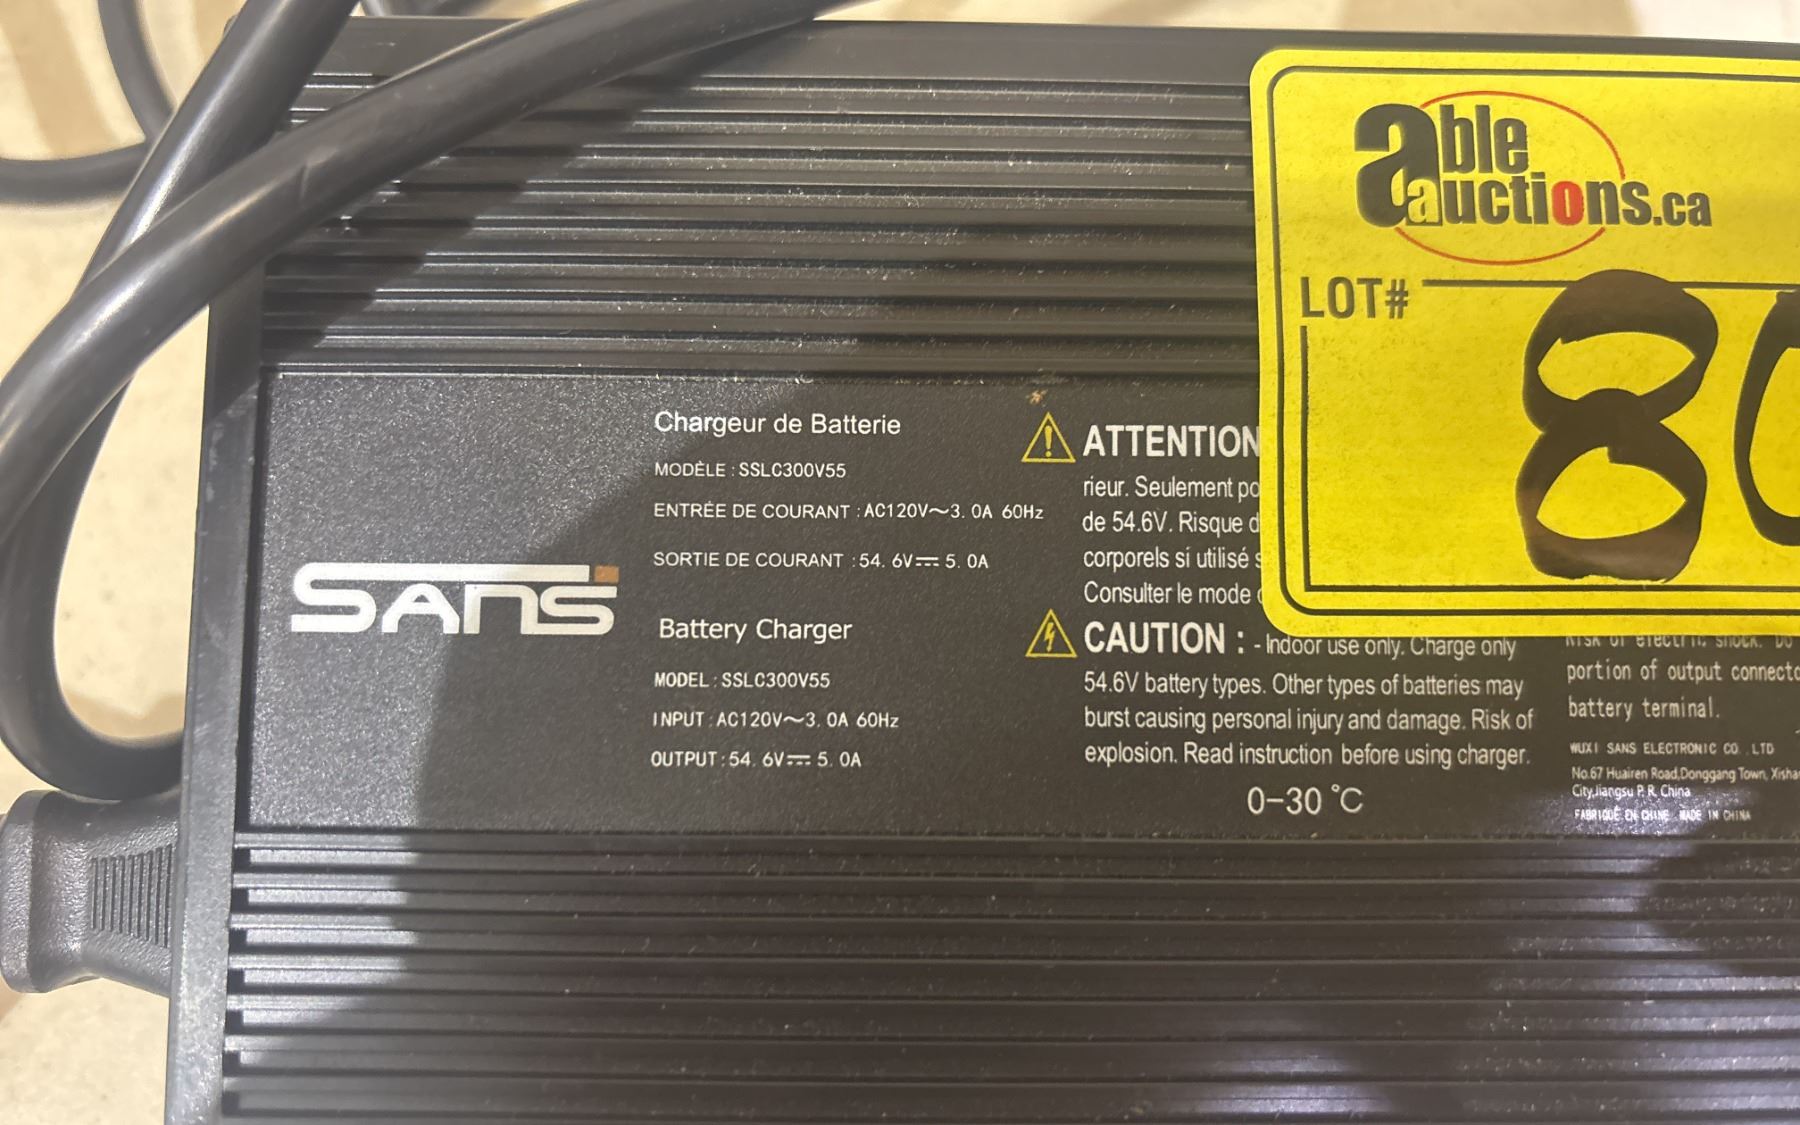 able
auctions.ca
LOT#
80
SANS
Chargeur de Batterie
MODÈLE : SSLC300V55
ENTRÉE DE COURANT : AC120V～3. 0A 60Hz
SORTIE DE COURANT : 54. 6V⎓ 5. 0A
Battery Charger
MODEL : SSLC300V55
INPUT : AC120V～3. 0A 60Hz
OUTPUT : 54. 6V⎓ 5. 0A
ATTENTION
rieur. Seulement
de 54.6V. Risque
corporels si utilisé
Consulter le mode
CAUTION : - Indoor use only. Charge only
54.6V battery types. Other types of batteries may
burst causing personal injury and damage. Risk of
explosion. Read instruction before using charger.
0-30 °C
Risk of electric shock. Do
portion of output
battery terminal.
WUXI SANS ELECTRONIC CO .LTD
No.67 Huairen Road,Donggang Town,
City,Jiangsu P. R. China
FABRIQUÉ EN CHINE MADE IN CHINA